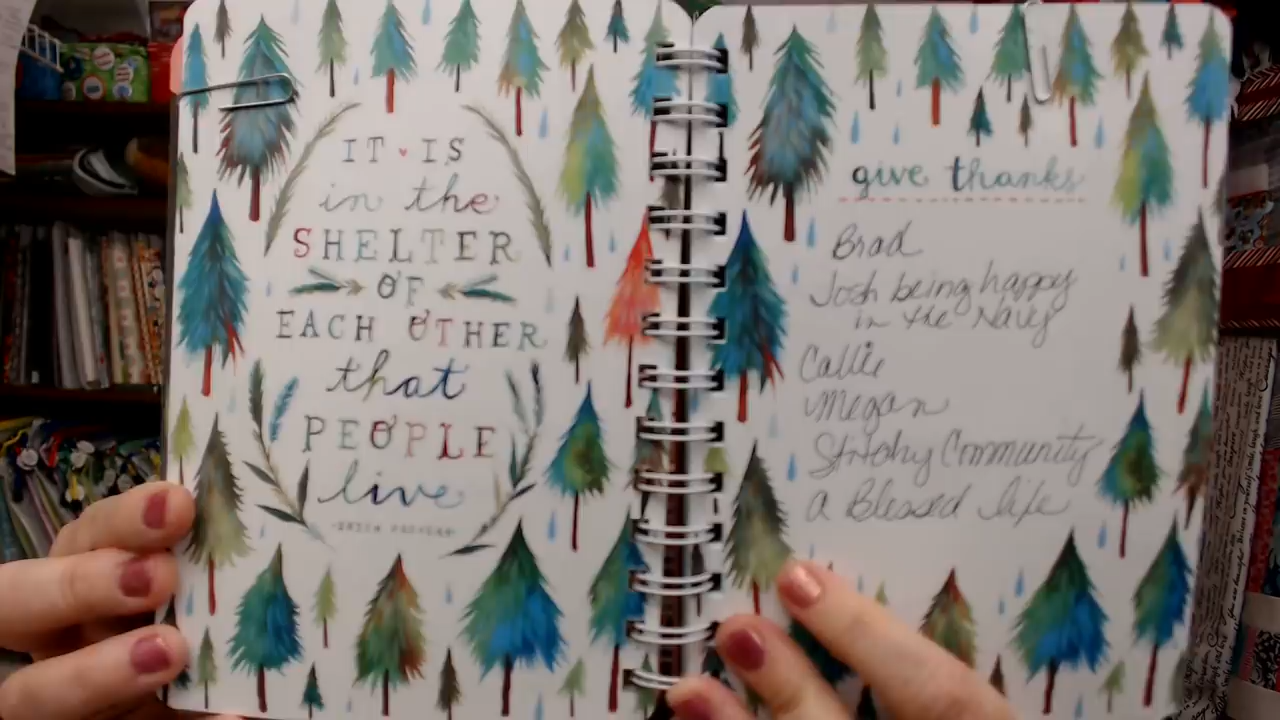 IT IS
in the
SHELTER
OF
EACH OTHER
that
PEOPLE
live
give thanks
Brad
Josh being happy
in the Navy
Callie
Megan
Community
a Blessed life